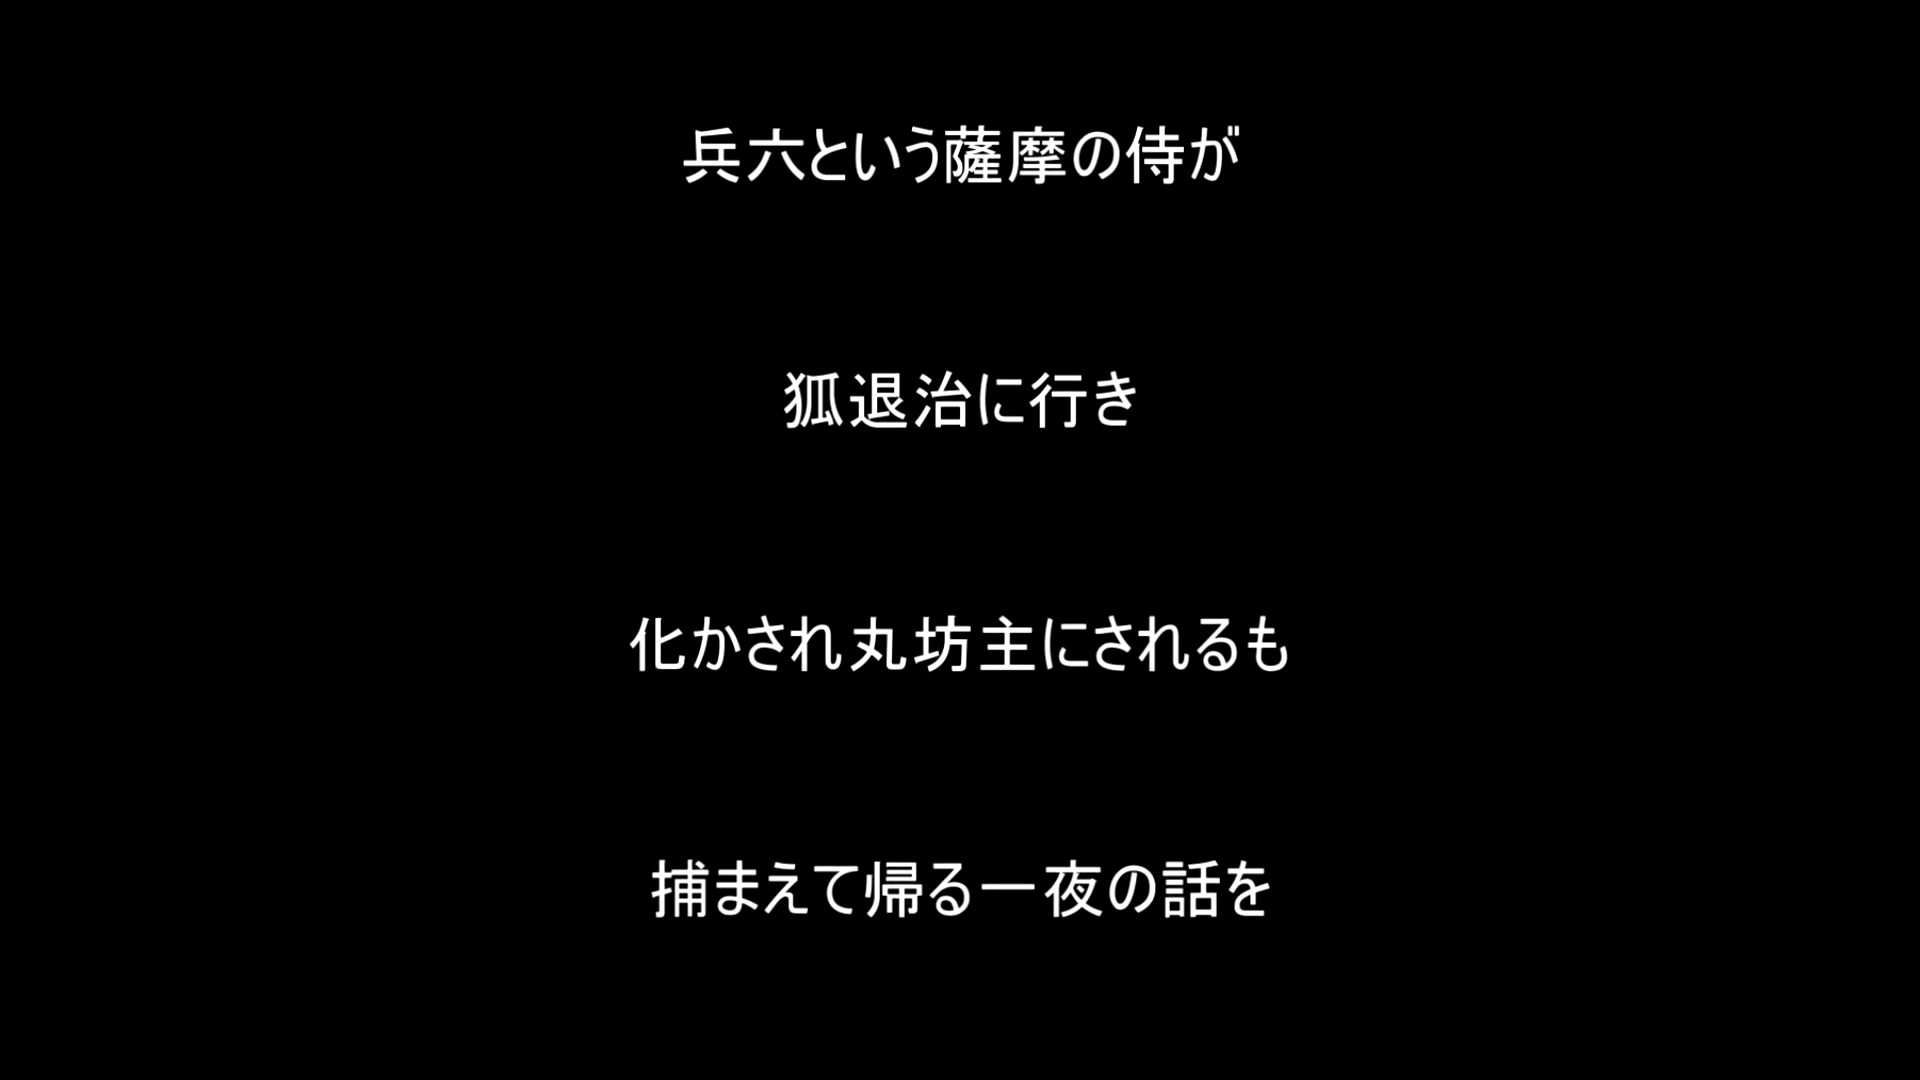 兵六という薩摩の侍が
狐退治に行き
化かされ丸坊主にされるも
捕まえて帰る一夜の話を